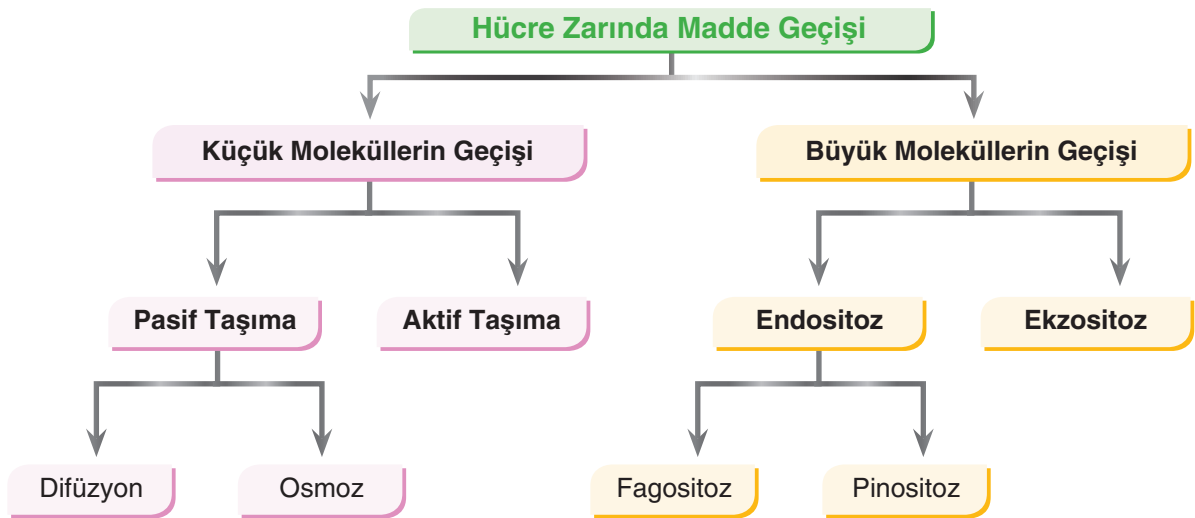 Hücre Zarında Madde Geçişi
Küçük Moleküllerin Geçişi
Büyük Moleküllerin Geçişi
Pasif Taşıma
Aktif Taşıma
Endositoz
Ekzositoz
Difüzyon
Osmoz
Fagositoz
Pinositoz